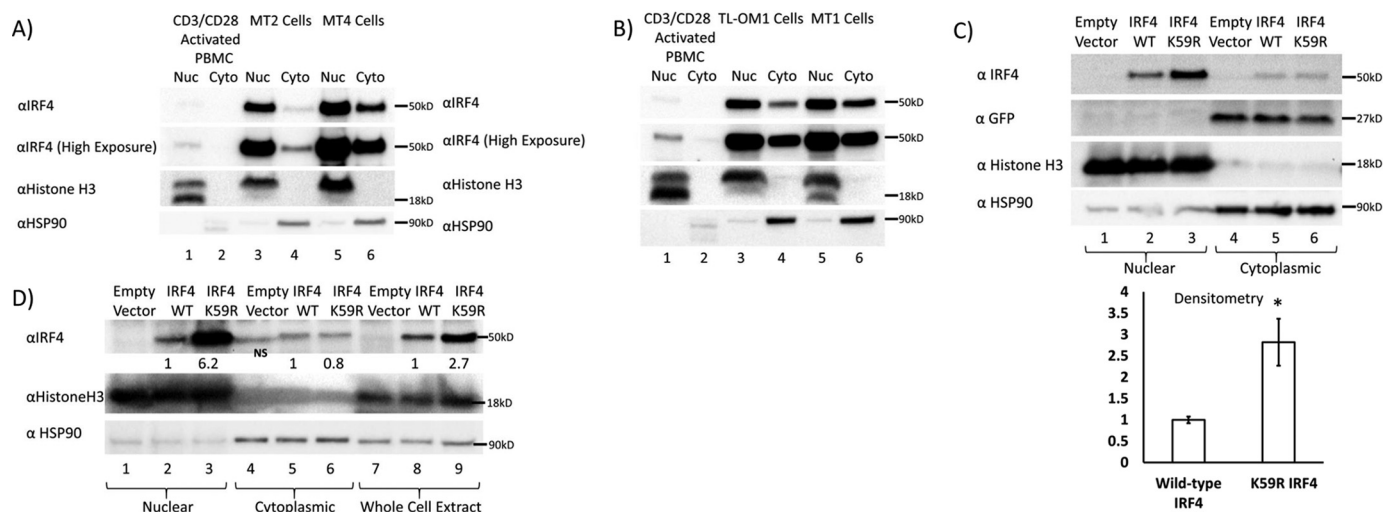 A)
CD3/CD28 MT2 Cells MT4 Cells
Activated
PBMC
Nuc Cyto Nuc Cyto Nuc Cyto
αIRF4 50kD
αIRF4 (High Exposure) 50kD
αHistone H3 18kD
αHSP90 90kD
1 2 3 4 5 6
B)
CD3/CD28 TL-OM1 Cells MT1 Cells
Activated
PBMC
Nuc Cyto Nuc Cyto Nuc Cyto
αIRF4 50kD
αIRF4 (High Exposure) 50kD
αHistone H3 18kD
αHSP90 90kD
1 2 3 4 5 6
C)
Empty IRF4 IRF4 Empty IRF4 IRF4
Vector WT K59R Vector WT K59R
α IRF4 50kD
α GFP 27kD
α Histone H3 18kD
α HSP90 90kD
1 2 3 4 5 6
Nuclear Cytoplasmic
Densitometry
*
4
3.5
3
2.5
2
1.5
1
0.5
0
Wild-type K59R IRF4
IRF4
D)
Empty IRF4 IRF4 Empty IRF4 IRF4 Empty IRF4 IRF4
Vector WT K59R Vector WT K59R Vector WT K59R
αIRF4 50kD
NS
1 6.2 1 0.8 1 2.7
αHistoneH3 18kD
α HSP90 90kD
1 2 3 4 5 6 7 8 9
Nuclear Cytoplasmic Whole Cell Extract